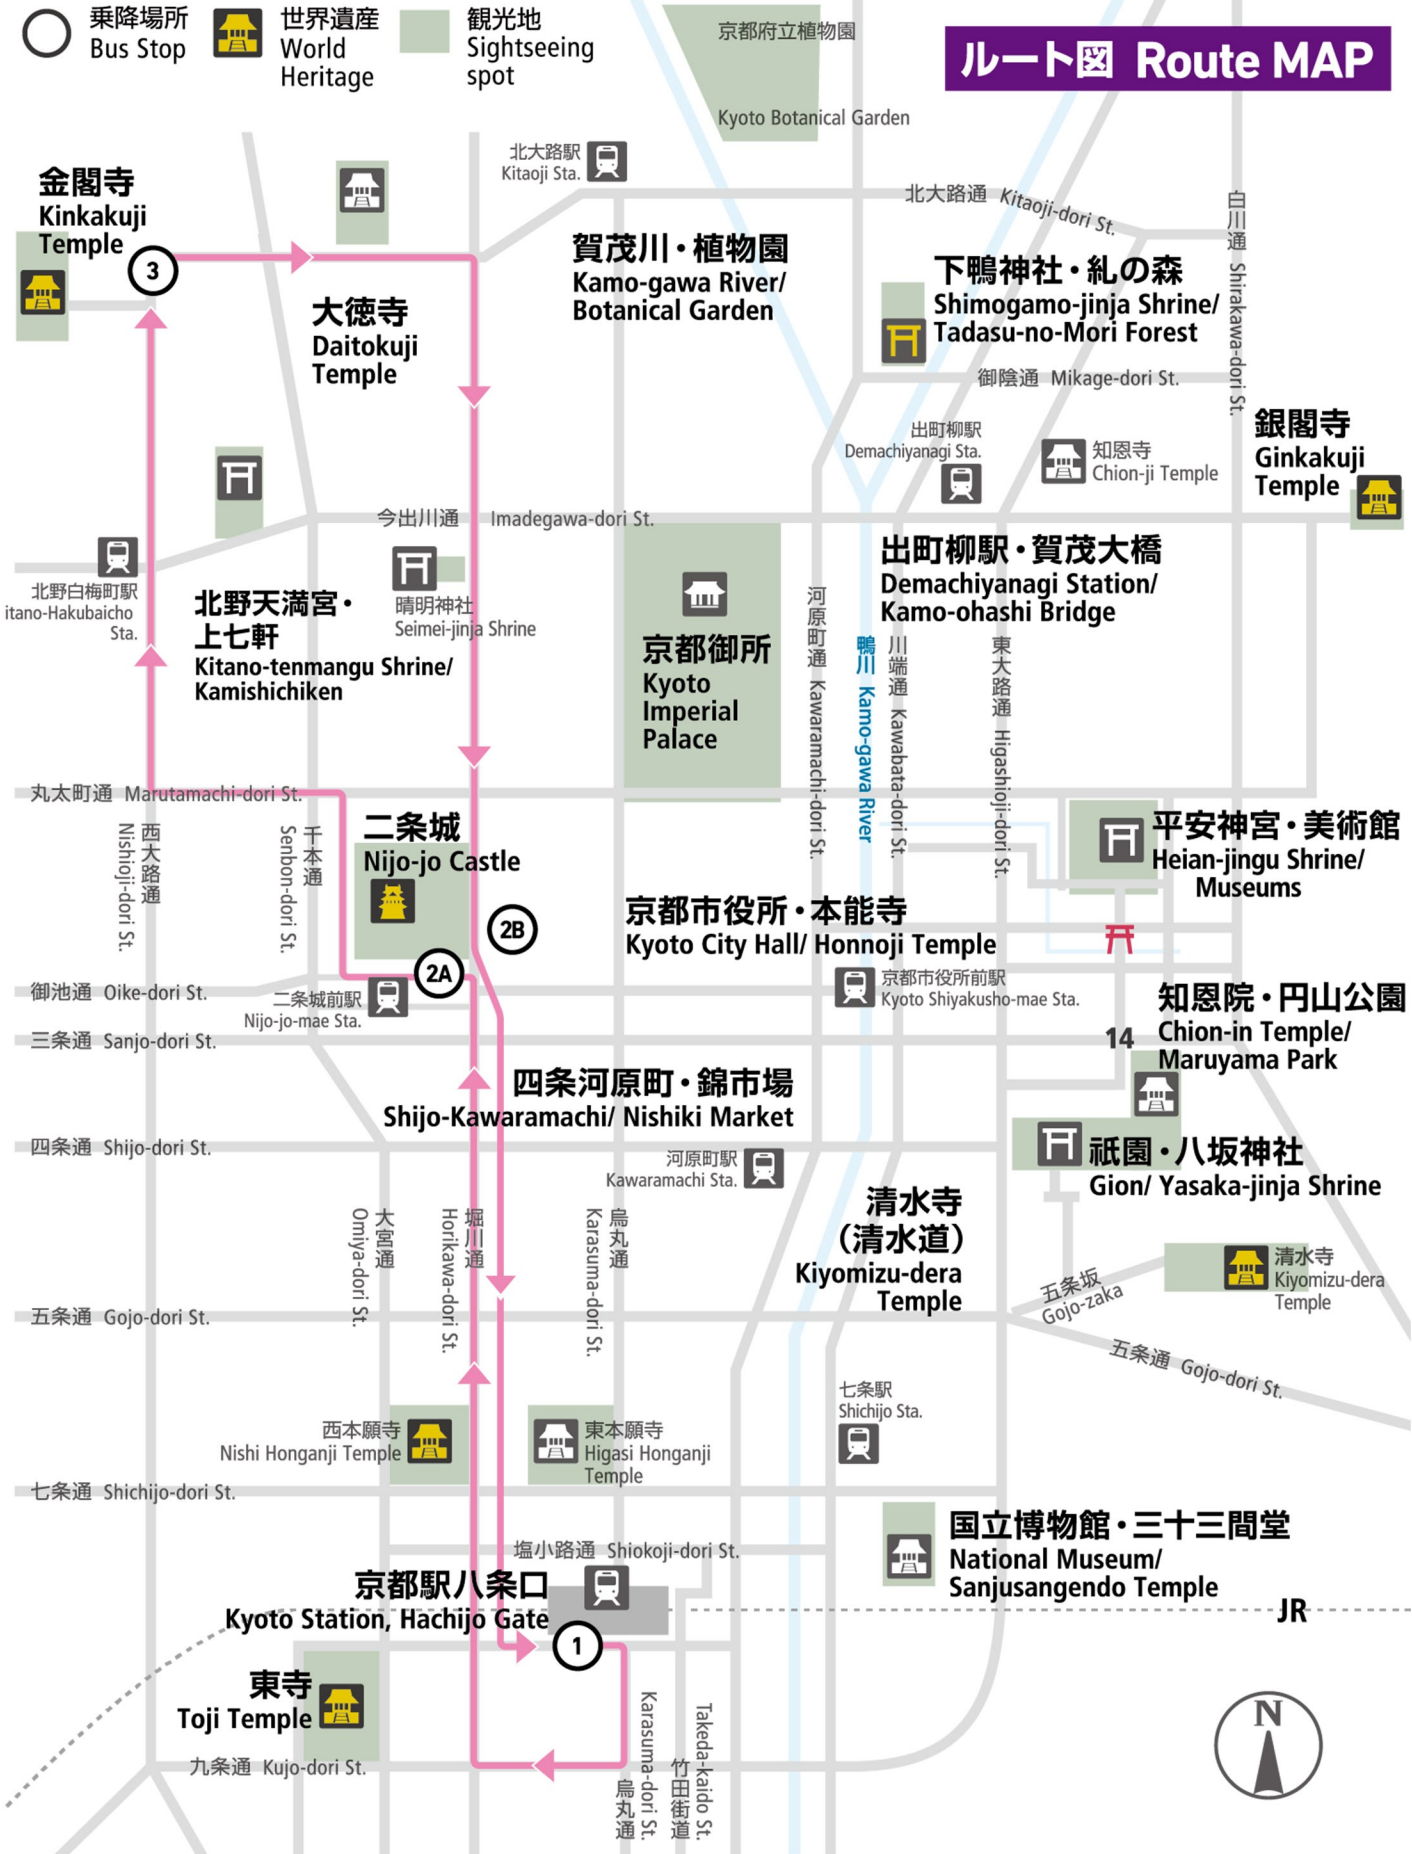 乗降場所
Bus Stop
世界遺産
World
Heritage
観光地
Sightseeing
spot
京都府立植物園
Kyoto Botanical Garden
ルート図 Route MAP
北大路駅
Kitaoji Sta.
金閣寺
Kinkakuji
Temple
3
北大路通 Kitaoji-dori St.
白川通 Shirakawa-dori St.
賀茂川・植物園
Kamo-gawa River/
Botanical Garden
下鴨神社・糺の森
Shimogamo-jinja Shrine/
Tadasu-no-Mori Forest
大徳寺
Daitokuji
Temple
御陰通 Mikage-dori St.
出町柳駅
Demachiyanagi Sta.
知恩寺
Chion-ji Temple
銀閣寺
Ginkakuji
Temple
今出川通 Imadegawa-dori St.
北野白梅町駅
itano-Hakubaicho
Sta.
北野天満宮・
上七軒
Kitano-tenmangu Shrine/
Kamishichiken
晴明神社
Seimei-jinja Shrine
出町柳駅・賀茂大橋
Demachiyanagi Station/
Kamo-ohashi Bridge
京都御所
Kyoto
Imperial
Palace
河原町通 Kawaramachi-dori St.
鴨川 Kamo-gawa River
川端通 Kawabata-dori St.
東大路通 Higashioji-dori St.
丸太町通 Marutamachi-dori St.
西大路通
Nishioji-dori St.
千本通
Senbon-dori St.
二条城
Nijo-jo Castle
2B
2A
平安神宮・美術館
Heian-jingu Shrine/
Museums
京都市役所・本能寺
Kyoto City Hall/ Honnoji Temple
御池通 Oike-dori St.
二条城前駅
Nijo-jo-mae Sta.
京都市役所前駅
Kyoto Shiyakusho-mae Sta.
知恩院・円山公園
Chion-in Temple/
Maruyama Park
14
三条通 Sanjo-dori St.
四条河原町・錦市場
Shijo-Kawaramachi/ Nishiki Market
四条通 Shijo-dori St.
河原町駅
Kawaramachi Sta.
祇園・八坂神社
Gion/ Yasaka-jinja Shrine
大宮通
Omiya-dori St.
堀川通
Horikawa-dori St.
烏丸通
Karasuma-dori St.
清水寺
（清水道）
Kiyomizu-dera
Temple
清水寺
Kiyomizu-dera
Temple
五条坂
Gojo-zaka
五条通 Gojo-dori St.
五条通 Gojo-dori St.
七条駅
Shichijo Sta.
西本願寺
Nishi Honganji Temple
東本願寺
Higasi Honganji
Temple
七条通 Shichijo-dori St.
国立博物館・三十三間堂
National Museum/
Sanjusangendo Temple
塩小路通 Shiokoji-dori St.
京都駅八条口
Kyoto Station, Hachijo Gate
JR
1
東寺
Toji Temple
九条通 Kujo-dori St.
Karasuma-dori St.
烏丸通
Takeda-kaido St.
竹田街道
N